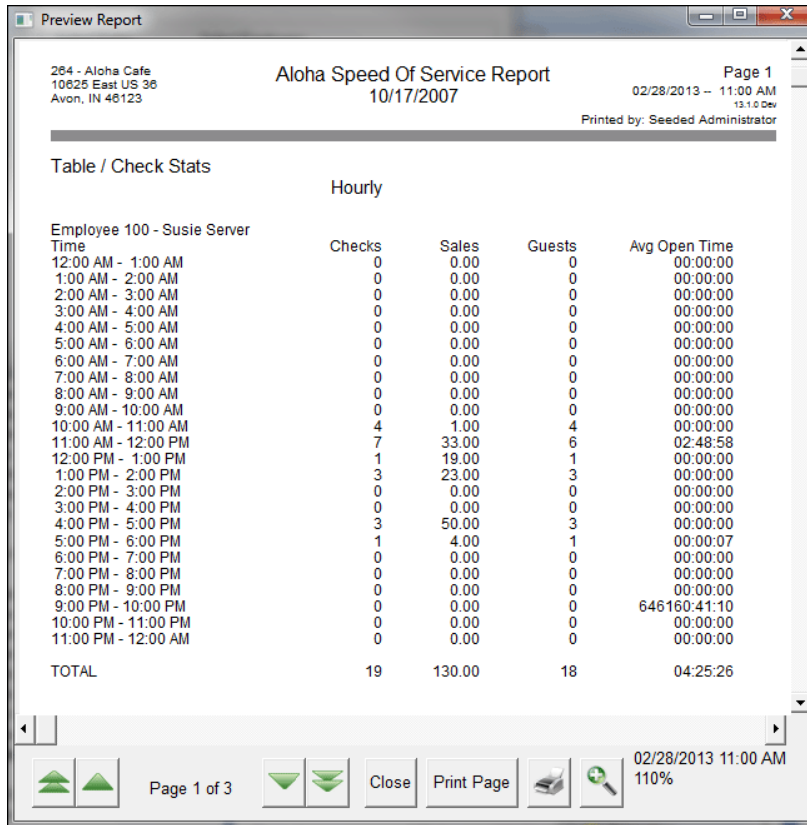 Preview Report
264 - Aloha Cafe
10625 East US 36
Avon, IN 46123
Aloha Speed Of Service Report
10/17/2007
Page 1
02/28/2013 -- 11:00 AM
13.1.0 Dev
Printed by: Seeded Administrator
Table / Check Stats
Hourly
Employee 100 - Susie Server
Time Checks Sales Guests Avg Open Time
12:00 AM - 1:00 AM 0 0.00 0 00:00:00
1:00 AM - 2:00 AM 0 0.00 0 00:00:00
2:00 AM - 3:00 AM 0 0.00 0 00:00:00
3:00 AM - 4:00 AM 0 0.00 0 00:00:00
4:00 AM - 5:00 AM 0 0.00 0 00:00:00
5:00 AM - 6:00 AM 0 0.00 0 00:00:00
6:00 AM - 7:00 AM 0 0.00 0 00:00:00
7:00 AM - 8:00 AM 0 0.00 0 00:00:00
8:00 AM - 9:00 AM 0 0.00 0 00:00:00
9:00 AM - 10:00 AM 0 0.00 0 00:00:00
10:00 AM - 11:00 AM 4 1.00 4 00:00:00
11:00 AM - 12:00 PM 7 33.00 6 02:48:58
12:00 PM - 1:00 PM 1 19.00 1 00:00:00
1:00 PM - 2:00 PM 3 23.00 3 00:00:00
2:00 PM - 3:00 PM 0 0.00 0 00:00:00
3:00 PM - 4:00 PM 0 0.00 0 00:00:00
4:00 PM - 5:00 PM 3 50.00 3 00:00:00
5:00 PM - 6:00 PM 1 4.00 1 00:00:07
6:00 PM - 7:00 PM 0 0.00 0 00:00:00
7:00 PM - 8:00 PM 0 0.00 0 00:00:00
8:00 PM - 9:00 PM 0 0.00 0 00:00:00
9:00 PM - 10:00 PM 0 0.00 0 646160:41:10
10:00 PM - 11:00 PM 0 0.00 0 00:00:00
11:00 PM - 12:00 AM 0 0.00 0 00:00:00
TOTAL 19 130.00 18 04:25:26
Page 1 of 3
Close
Print Page
02/28/2013 11:00 AM
110%